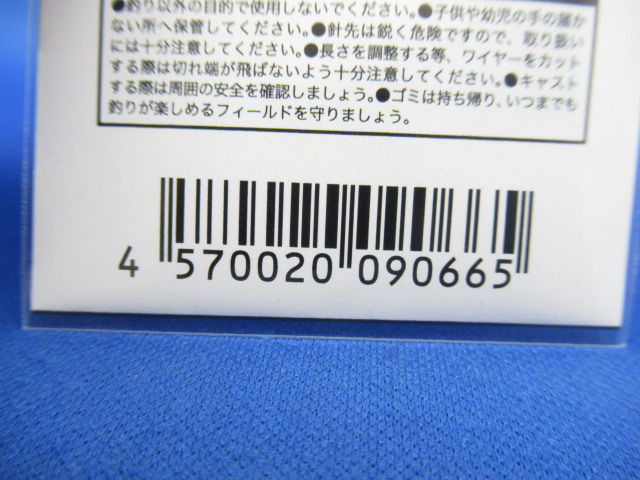 ●釣り以外の目的で使用しないでください。●子供や幼児の手の届か
ない所へ保管してください。●針先は鋭く危険ですので、取り扱い
には十分注意してください。●長さを調整する等、ワイヤーをカット
する際は切れ端が飛ばないよう十分注意してください。●キャスト
する際は周囲の安全を確認しましょう。●ゴミは持ち帰り、いつまでも
釣りが楽しめるフィールドを守りましょう。
4 570020 090665